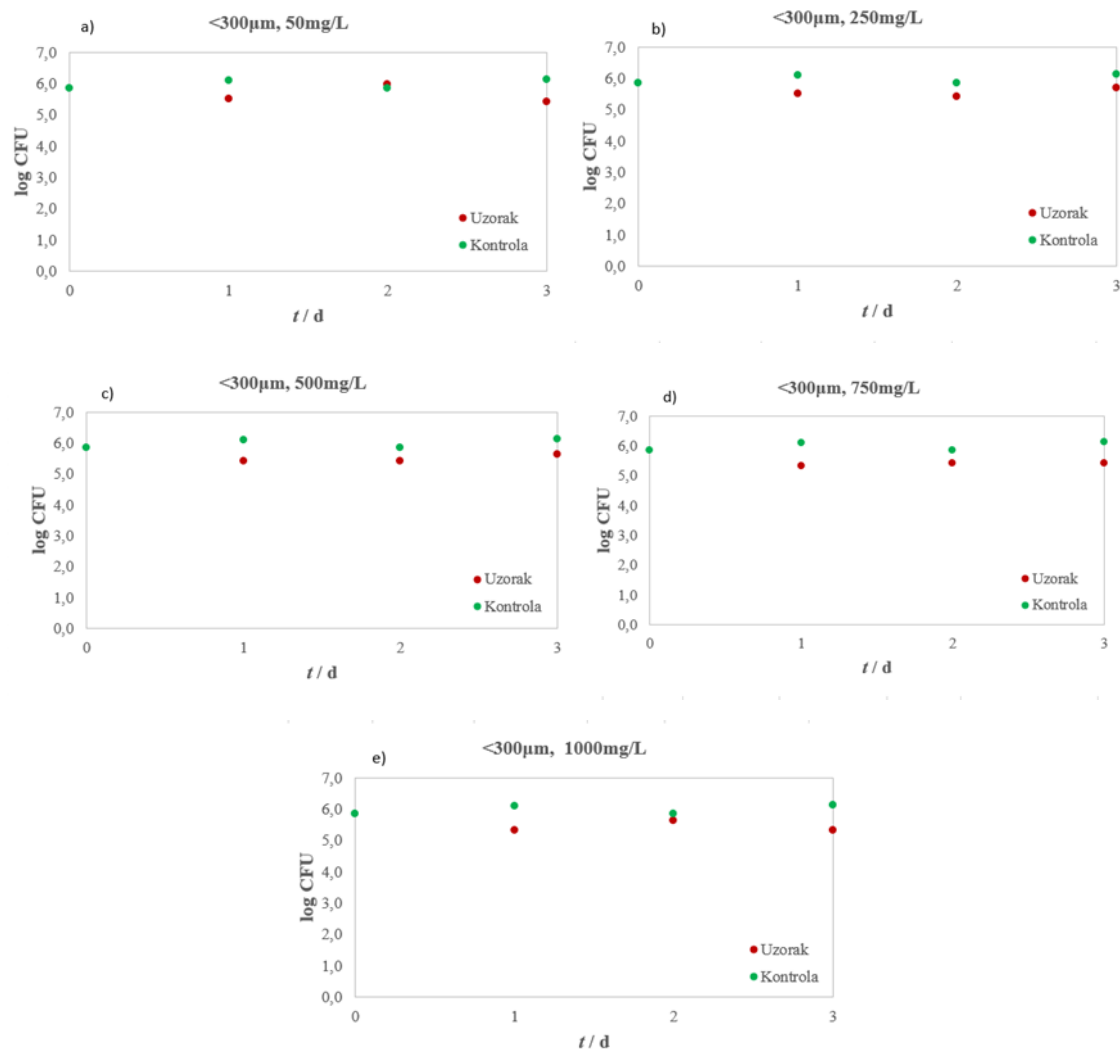 a)
<300μm, 50mg/L
7,0
6,0
5,0
4,0
3,0
2,0
1,0
0,0
log CFU
Uzorak
Kontrola
0 1 2 3
t / d
b)
<300μm, 250mg/L
7,0
6,0
5,0
4,0
3,0
2,0
1,0
0,0
log CFU
Uzorak
Kontrola
0 1 2 3
t / d
c)
<300μm, 500mg/L
7,0
6,0
5,0
4,0
3,0
2,0
1,0
0,0
log CFU
Uzorak
Kontrola
0 1 2 3
t / d
d)
<300μm, 750mg/L
7,0
6,0
5,0
4,0
3,0
2,0
1,0
0,0
log CFU
Uzorak
Kontrola
0 1 2 3
t / d
e)
<300μm, 1000mg/L
7,0
6,0
5,0
4,0
3,0
2,0
1,0
0,0
log CFU
Uzorak
Kontrola
0 1 2 3
t / d